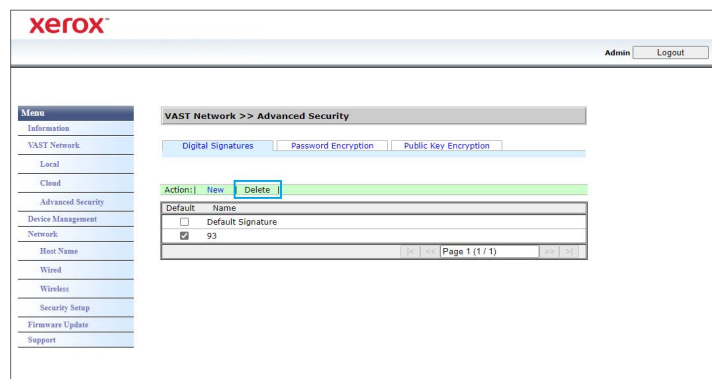 xerox™
Admin Logout
Menu
Information
VAST Network
Local
Cloud
Advanced Security
Device Management
Network
Host Name
Wired
Wireless
Security Setup
Firmware Update
Support
VAST Network >> Advanced Security
Digital Signatures Password Encryption Public Key Encryption
Action:| New | Delete |
Default Name
Default Signature
93
|< << Page 1 (1 / 1) >> >|